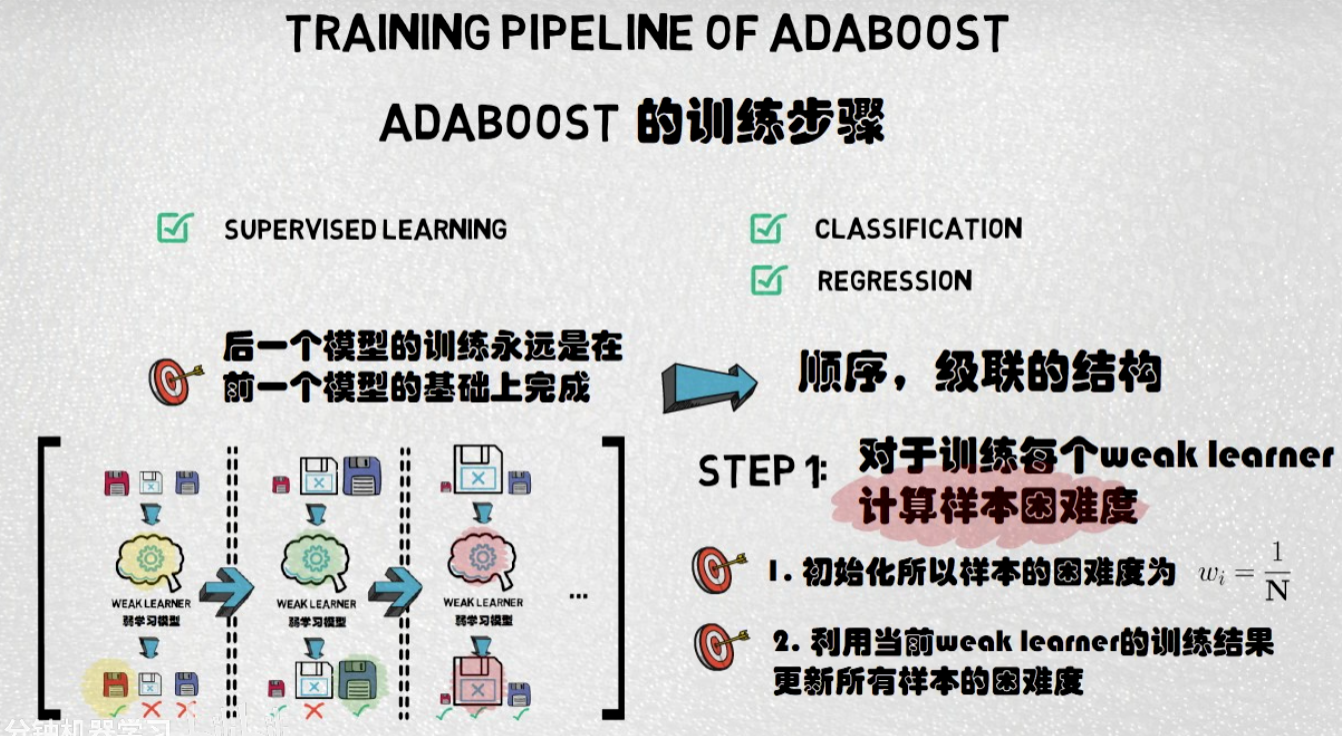 TRAINING PIPELINE OF ADABOOST
ADABOOST 的训练步骤
SUPERVISED LEARNING
CLASSIFICATION
REGRESSION
后一个模型的训练永远是在
前一个模型的基础上完成
顺序，级联的结构
WEAK LEARNER
弱学习模型
WEAK LEARNER
弱学习模型
WEAK LEARNER
弱学习模型
...
STEP 1:
对于训练每个weak learner
计算样本困难度
1. 初始化所以样本的困难度为 wᵢ = 1/N
2. 利用当前weak learner的训练结果
更新所有样本的困难度
分钟机器学习